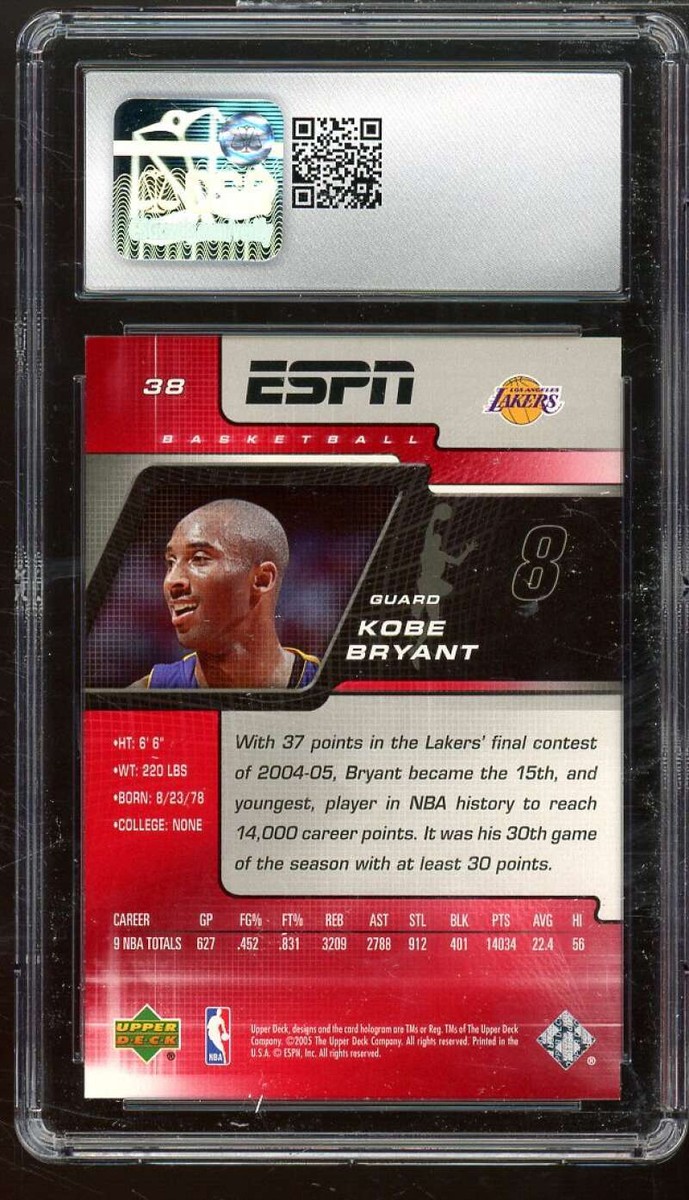 38
ESPN
LOS ANGELES
LAKERS
BASKETBALL
8
GUARD
KOBE
BRYANT
•HT: 6' 6"
•WT: 220 LBS
•BORN: 8/23/78
•COLLEGE: NONE
With 37 points in the Lakers' final contest
of 2004-05, Bryant became the 15th, and
youngest, player in NBA history to reach
14,000 career points. It was his 30th game
of the season with at least 30 points.
CAREER GP FG% FT% REB AST STL BLK PTS AVG HI
9 NBA TOTALS 627 .452 .831 3209 2788 912 401 14034 22.4 56
UPPER
DECK
®
NBA
Upper Deck, designs and the card hologram are TMs or Reg. TMs of The Upper Deck
Company. ©2005 The Upper Deck Company. All rights reserved. Printed in the
U.S.A. © ESPN, Inc. All rights reserved.
®